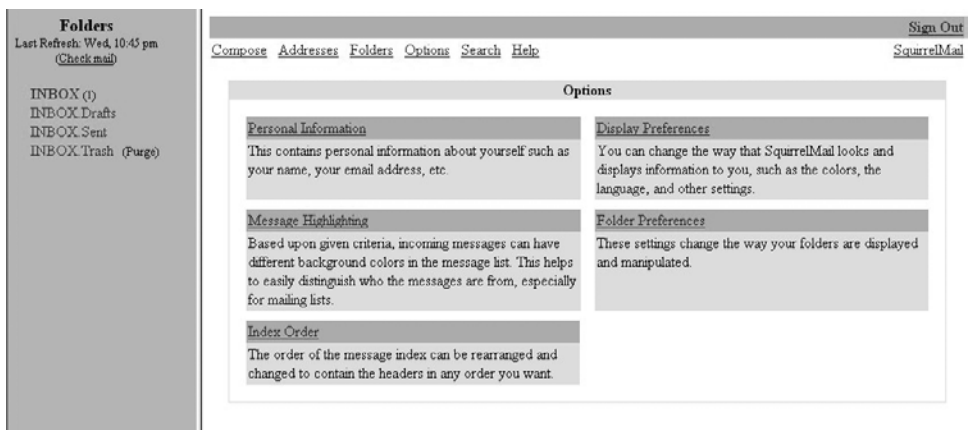 Folders
Last Refresh: Wed, 10:45 pm
(Check mail)
INBOX (1)
INBOX.Drafts
INBOX.Sent
INBOX.Trash (Purge)
Sign Out
Compose Addresses Folders Options Search Help
SquirrelMail
Options
Personal Information
This contains personal information about yourself such as
your name, your email address, etc.
Display Preferences
You can change the way that SquirrelMail looks and
displays information to you, such as the colors, the
language, and other settings.
Message Highlighting
Based upon given criteria, incoming messages can have
different background colors in the message list. This helps
to easily distinguish who the messages are from, especially
for mailing lists.
Folder Preferences
These settings change the way your folders are displayed
and manipulated.
Index Order
The order of the message index can be rearranged and
changed to contain the headers in any order you want.